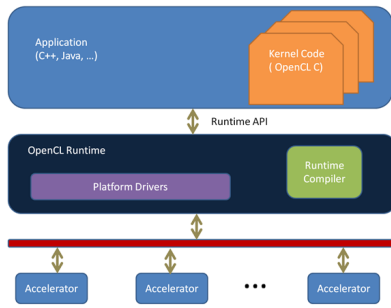 Application
(C++, Java, ...)
Kernel Code
( OpenCL C)
Runtime API
OpenCL Runtime
Platform Drivers
Runtime
Compiler
Accelerator
Accelerator
•••
Accelerator